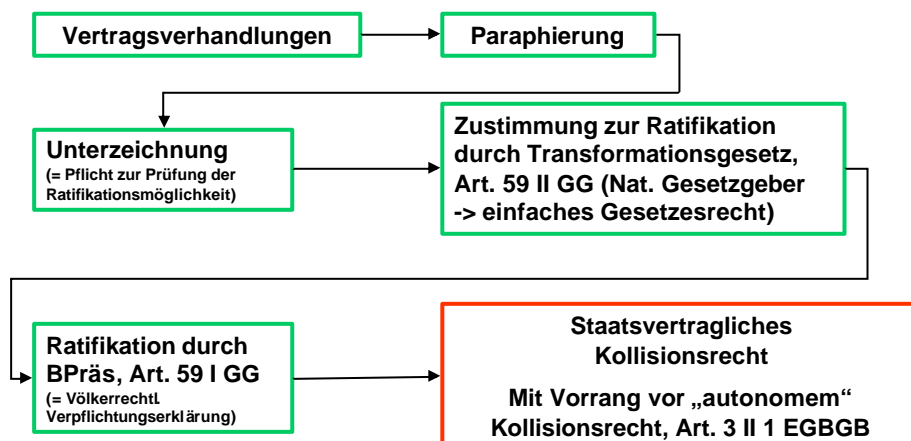 Vertragsverhandlungen
Paraphierung
Unterzeichnung
(= Pflicht zur Prüfung der
Ratifikationsmöglichkeit)
Zustimmung zur Ratifikation
durch Transformationsgesetz,
Art. 59 II GG (Nat. Gesetzgeber
-> einfaches Gesetzesrecht)
Ratifikation durch
BPräs, Art. 59 I GG
(= Völkerrechtl.
Verpflichtungserklärung)
Staatsvertragliches
Kollisionsrecht
Mit Vorrang vor „autonomem“
Kollisionsrecht, Art. 3 II 1 EGBGB